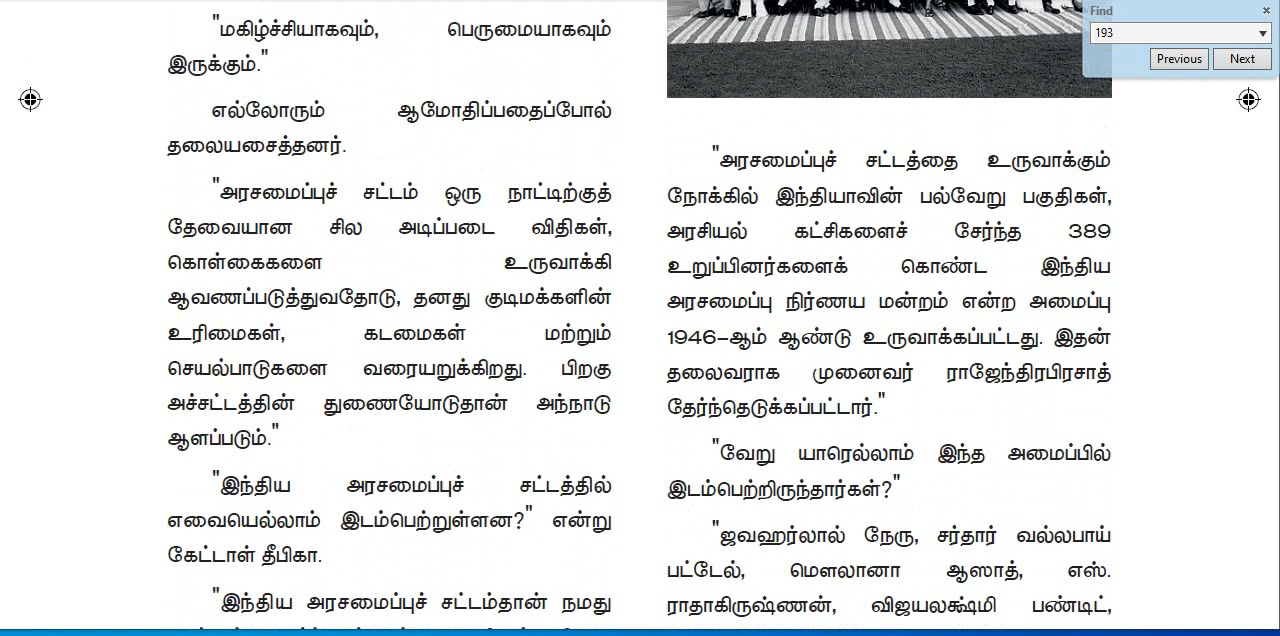 "மகிழ்ச்சியாகவும், பெருமையாகவும்
இருக்கும்."
எல்லோரும் ஆமோதிப்பதைப்போல்
தலையசைத்தனர்.
"அரசமைப்புச் சட்டம் ஒரு நாட்டிற்குத்
தேவையான சில அடிப்படை விதிகள்,
கொள்கைகளை உருவாக்கி
ஆவணப்படுத்துவதோடு, தனது குடிமக்களின்
உரிமைகள், கடமைகள் மற்றும்
செயல்பாடுகளை வரையறுக்கிறது. பிறகு
அச்சட்டத்தின் துணையோடுதான் அந்நாடு
ஆளப்படும்."
"இந்திய அரசமைப்புச் சட்டத்தில்
எவையெல்லாம் இடம்பெற்றுள்ளன?" என்று
கேட்டாள் தீபிகா.
"இந்திய அரசமைப்புச் சட்டம்தான் நமது
"அரசமைப்புச் சட்டத்தை உருவாக்கும்
நோக்கில் இந்தியாவின் பல்வேறு பகுதிகள்,
அரசியல் கட்சிகளைச் சேர்ந்த 389
உறுப்பினர்களைக் கொண்ட இந்திய
அரசமைப்பு நிர்ணய மன்றம் என்ற அமைப்பு
1946–ஆம் ஆண்டு உருவாக்கப்பட்டது. இதன்
தலைவராக முனைவர் ராஜேந்திரபிரசாத்
தேர்ந்தெடுக்கப்பட்டார்."
"வேறு யாரெல்லாம் இந்த அமைப்பில்
இடம்பெற்றிருந்தார்கள்?"
"ஜவஹர்லால் நேரு, சர்தார் வல்லபாய்
பட்டேல், மௌலானா ஆஸாத், எஸ்.
ராதாகிருஷ்ணன், விஜயலக்ஷ்மி பண்டிட்,
Find
193
Previous Next